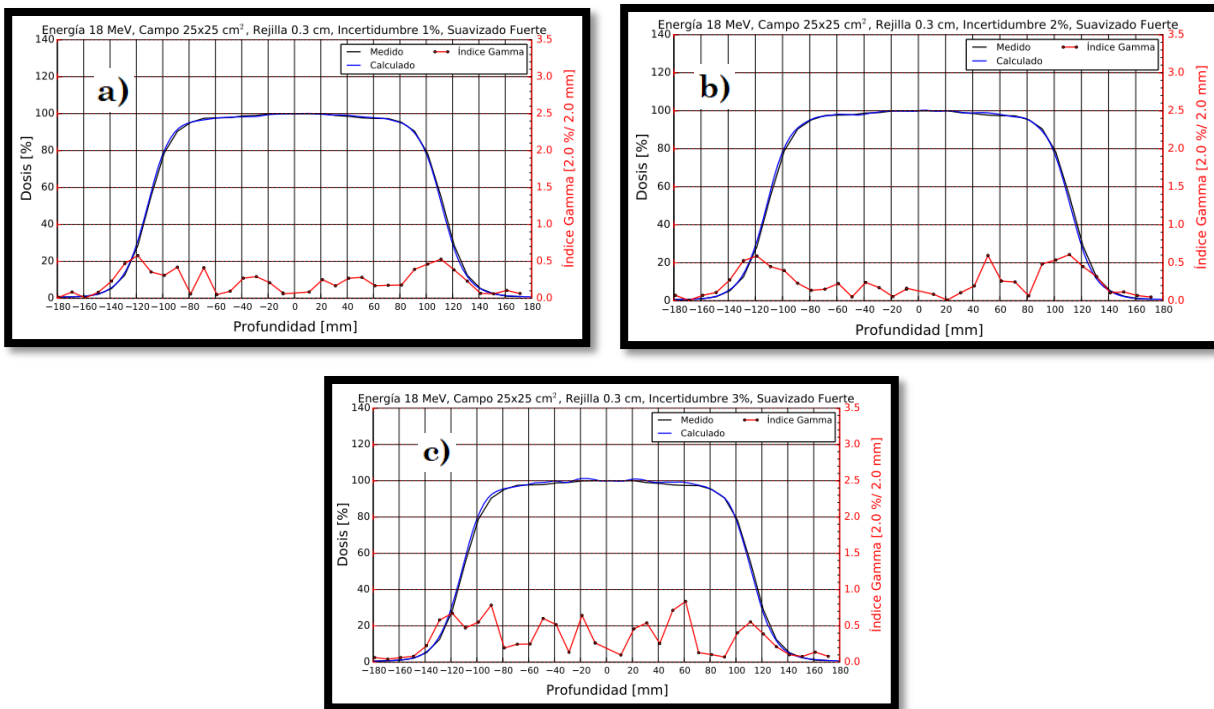 Energía 18 MeV, Campo 25x25 cm², Rejilla 0.3 cm, Incertidumbre 1%, Suavizado Fuerte
a)
Medido
Calculado
Índice Gamma
Dosis [%]
140
120
100
80
60
40
20
0
3.5
3.0
2.5
2.0
1.5
1.0
0.5
0.0
Índice Gamma [2.0 %/ 2.0 mm]
−180 −160 −140 −120 −100 −80 −60 −40 −20 0 20 40 60 80 100 120 140 160 180
Profundidad [mm]
Energía 18 MeV, Campo 25x25 cm², Rejilla 0.3 cm, Incertidumbre 2%, Suavizado Fuerte
b)
Medido
Calculado
Índice Gamma
Dosis [%]
140
120
100
80
60
40
20
0
3.5
3.0
2.5
2.0
1.5
1.0
0.5
0.0
Índice Gamma [2.0 %/ 2.0 mm]
−180 −160 −140 −120 −100 −80 −60 −40 −20 0 20 40 60 80 100 120 140 160 180
Profundidad [mm]
Energía 18 MeV, Campo 25x25 cm², Rejilla 0.3 cm, Incertidumbre 3%, Suavizado Fuerte
c)
Medido
Calculado
Índice Gamma
Dosis [%]
140
120
100
80
60
40
20
0
3.5
3.0
2.5
2.0
1.5
1.0
0.5
0.0
Índice Gamma [2.0 %/ 2.0 mm]
−180 −160 −140 −120 −100 −80 −60 −40 −20 0 20 40 60 80 100 120 140 160 180
Profundidad [mm]